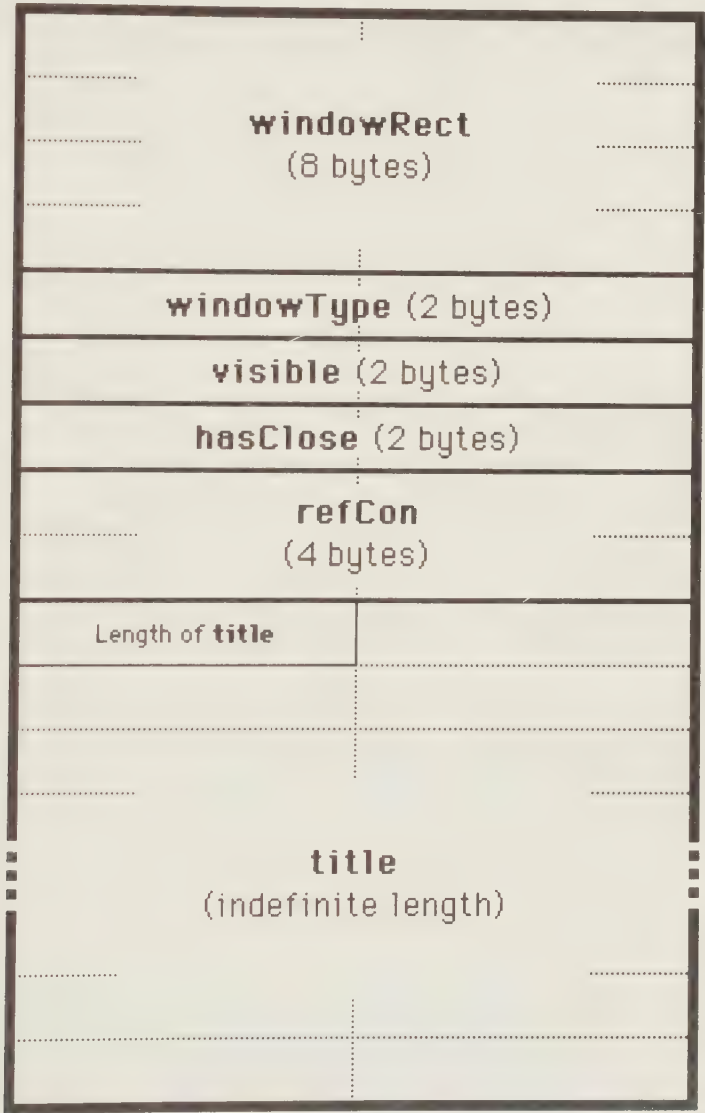 windowRect
(8 bytes)
windowType (2 bytes)
visible (2 bytes)
hasClose (2 bytes)
refCon
(4 bytes)
Length of title
title
(indefinite length)